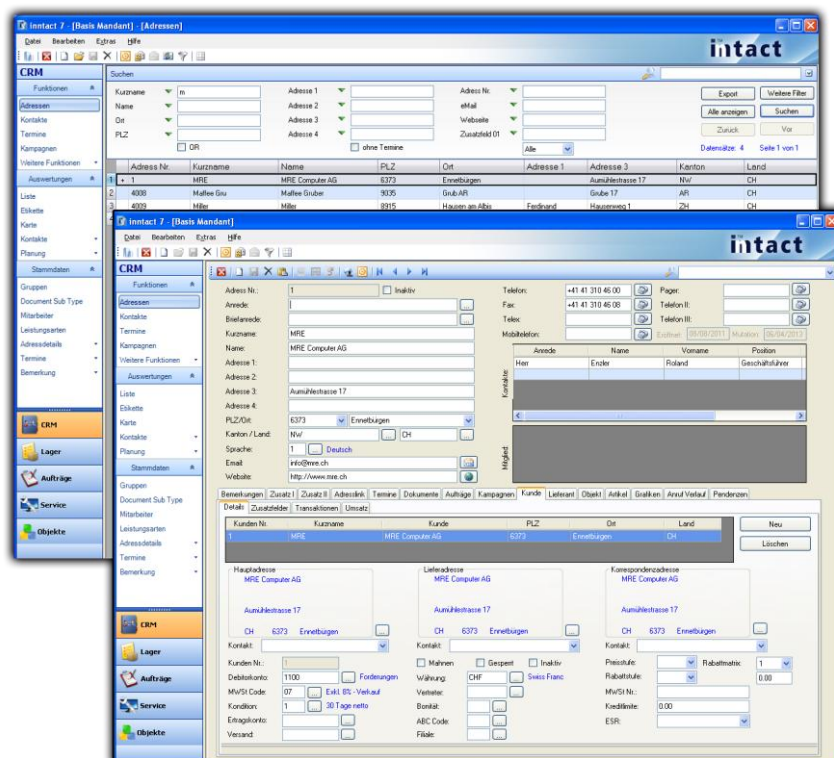 inntact 7 - [Basis Mandant] - [Adressen]
Datei Bearbeiten Extras Hilfe
intact
CRM
Suchen
Funktionen
Adressen
Kontakte
Termine
Kampagnen
Weitere Funktionen
Auswertungen
Liste
Etikette
Karte
Kontakte
Planung
Stammdaten
Gruppen
Document Sub Type
Mitarbeiter
Leistungsarten
Adressdetails
Termine
Bemerkung
CRM
Lager
Aufträge
Service
Objekte
Kurzname m Adresse 1 Adress Nr. Export Weitere Filter
Name Adresse 2 eMail Alle anzeigen Suchen
Ort Adresse 3 Webseite Zurück Vor
PLZ Adresse 4 Zusatzfeld 01
OR ohne Termine Alle Datensätze: 4 Seite 1 von 1
Adress Nr. Kurzname Name PLZ Ort Adresse 1 Adresse 3 Kanton Land
1 + 1 MRE MRE Computer AG 6373 Ennetbürgen Aumühlestrasse 17 NW CH
2 4008 Maffee Gru Maffee Gruber 9035 Grub AR Grube 17 AR CH
3 4009 Miller Miller 8915 Hausen am Albis Ferdinand Hauserweg 1 ZH CH
inntact 7 - [Basis Mandant]
Datei Bearbeiten Extras Hilfe
intact
CRM
Funktionen
Adressen
Kontakte
Termine
Kampagnen
Weitere Funktionen
Auswertungen
Liste
Etikette
Karte
Kontakte
Planung
Stammdaten
Gruppen
Document Sub Type
Mitarbeiter
Leistungsarten
Adressdetails
Termine
Bemerkung
CRM
Lager
Aufträge
Service
Objekte
Adress Nr.: 1 Inaktiv
Anrede:
Briefanrede:
Kurzname: MRE
Name: MRE Computer AG
Adresse 1:
Adresse 2:
Adresse 3: Aumühlestrasse 17
Adresse 4:
PLZ/Ort: 6373 Ennetbürgen
Kanton / Land: NW ... CH ...
Sprache: 1 ... Deutsch
Email: info@mre.ch
Website: http://www.mre.ch
Telefon: +41 41 310 46 00 Pager:
Fax: +41 41 310 46 08 Telefon II:
Telex: Telefon III:
Mobiltelefon: Eröffnet: 09/08/2011 Mutation: 06/04/2013
Kontakte:
Anrede Name Vorname Position
Herr Enzler Roland Geschäftsführer
Mitglied:
Bemerkungen Zusatz I Zusatz II Adresslink Termine Dokumente Aufträge Kampagnen Kunde Lieferant Objekt Artikel Grafiken Anruf Verlauf Pendenzen
Details Zusatzfelder Transaktionen Umsatz
Kunden Nr. Kurzname Kunde PLZ Ort Land Neu
1 MRE MRE Computer AG 6373 Ennetbürgen CH Löschen
Hauptadresse Lieferadresse Korrespondenzadresse
MRE Computer AG MRE Computer AG MRE Computer AG
Aumühlestrasse 17 Aumühlestrasse 17 Aumühlestrasse 17
CH 6373 Ennetbürgen ... CH 6373 Ennetbürgen ... CH 6373 Ennetbürgen ...
Kontakt: Kontakt: Kontakt:
Kunden Nr.: 1 Mahnen Gesperrt Inaktiv Preisstufe: Rabattmatrix: 1
Debitorkonto: 1100 ... Forderungen Währung: CHF ... Swiss Franc Rabattstufe: 0.00
MWSt Code: 07 ... Exkl. 8% - Verkauf Vertreter: ... MWSt Nr.:
Kondition: 1 ... 30 Tage netto Bonität: ... Kreditlimite: 0.00
Ertragskonto: ... ABC Code: ... ESR:
Versand: ... Filiale: ...